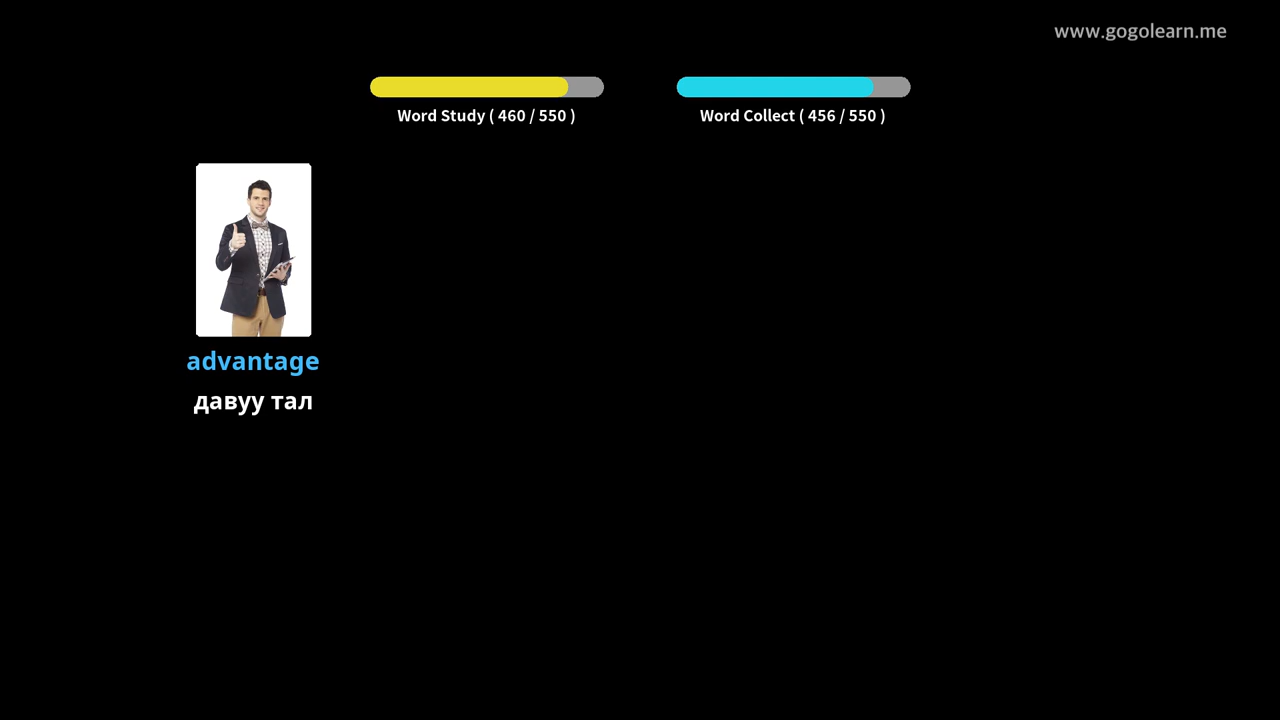 www.gogolearn.me
Word Study ( 460 / 550 )
Word Collect ( 456 / 550 )
advantage
давуу тал